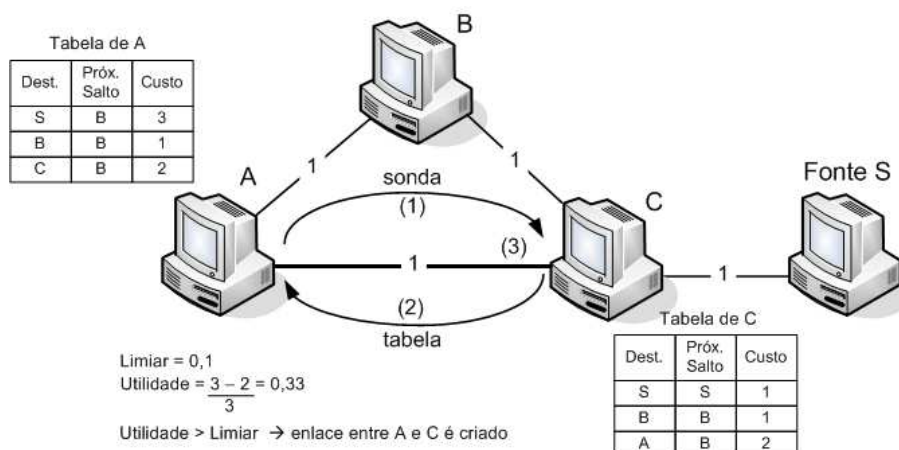 B
Tabela de A
Dest. Próx. Salto Custo
S B 3
B B 1
C B 2
A
1
1
sonda
(1)
C
Fonte S
(3)
1
1
(2)
tabela
Tabela de C
Dest. Próx. Salto Custo
S S 1
B B 1
A B 2
Limiar = 0,1
Utilidade = 3 – 2 = 0,33
3
Utilidade > Limiar → enlace entre A e C é criado